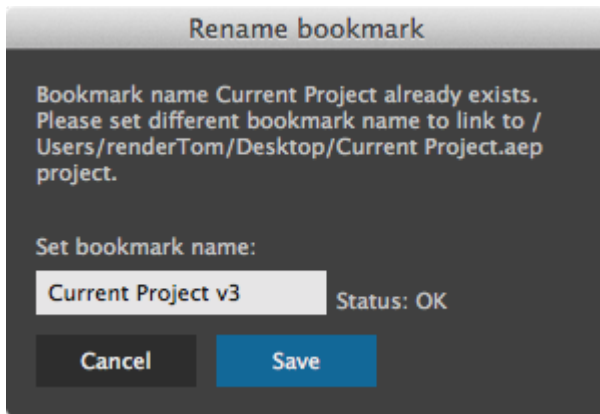 Rename bookmark
Bookmark name Current Project already exists.
Please set different bookmark name to link to /
Users/renderTom/Desktop/Current Project.aep
project.
Set bookmark name:
Current Project v3
Status: OK
Cancel
Save